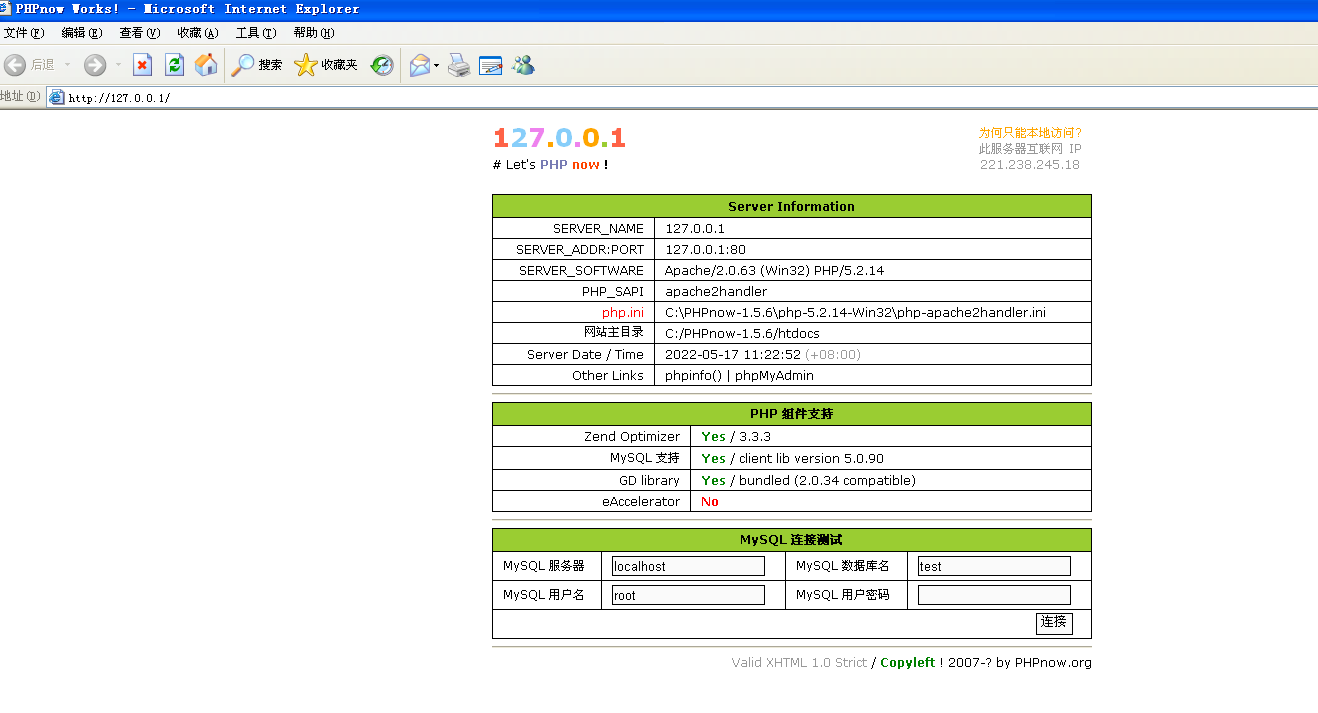 PHPnow Works! - Microsoft Internet Explorer
文件(F) 编辑(E) 查看(V) 收藏(A) 工具(T) 帮助(H)
后退 搜索 收藏夹
地址(D) http://127.0.0.1/
127.0.0.1
为何只能本地访问?
# Let's PHP now !
此服务器互联网 IP
221.238.245.18
Server Information
SERVER_NAME 127.0.0.1
SERVER_ADDR:PORT 127.0.0.1:80
SERVER_SOFTWARE Apache/2.0.63 (Win32) PHP/5.2.14
PHP_SAPI apache2handler
php.ini C:\PHPnow-1.5.6\php-5.2.14-Win32\php-apache2handler.ini
网站主目录 C:/PHPnow-1.5.6/htdocs
Server Date / Time 2022-05-17 11:22:52 (+08:00)
Other Links phpinfo() | phpMyAdmin
PHP 组件支持
Zend Optimizer Yes / 3.3.3
MySQL 支持 Yes / client lib version 5.0.90
GD library Yes / bundled (2.0.34 compatible)
eAccelerator No
MySQL 连接测试
MySQL 服务器 localhost MySQL 数据库名 test
MySQL 用户名 root MySQL 用户密码
连接
Valid XHTML 1.0 Strict / Copyleft ! 2007-? by PHPnow.org